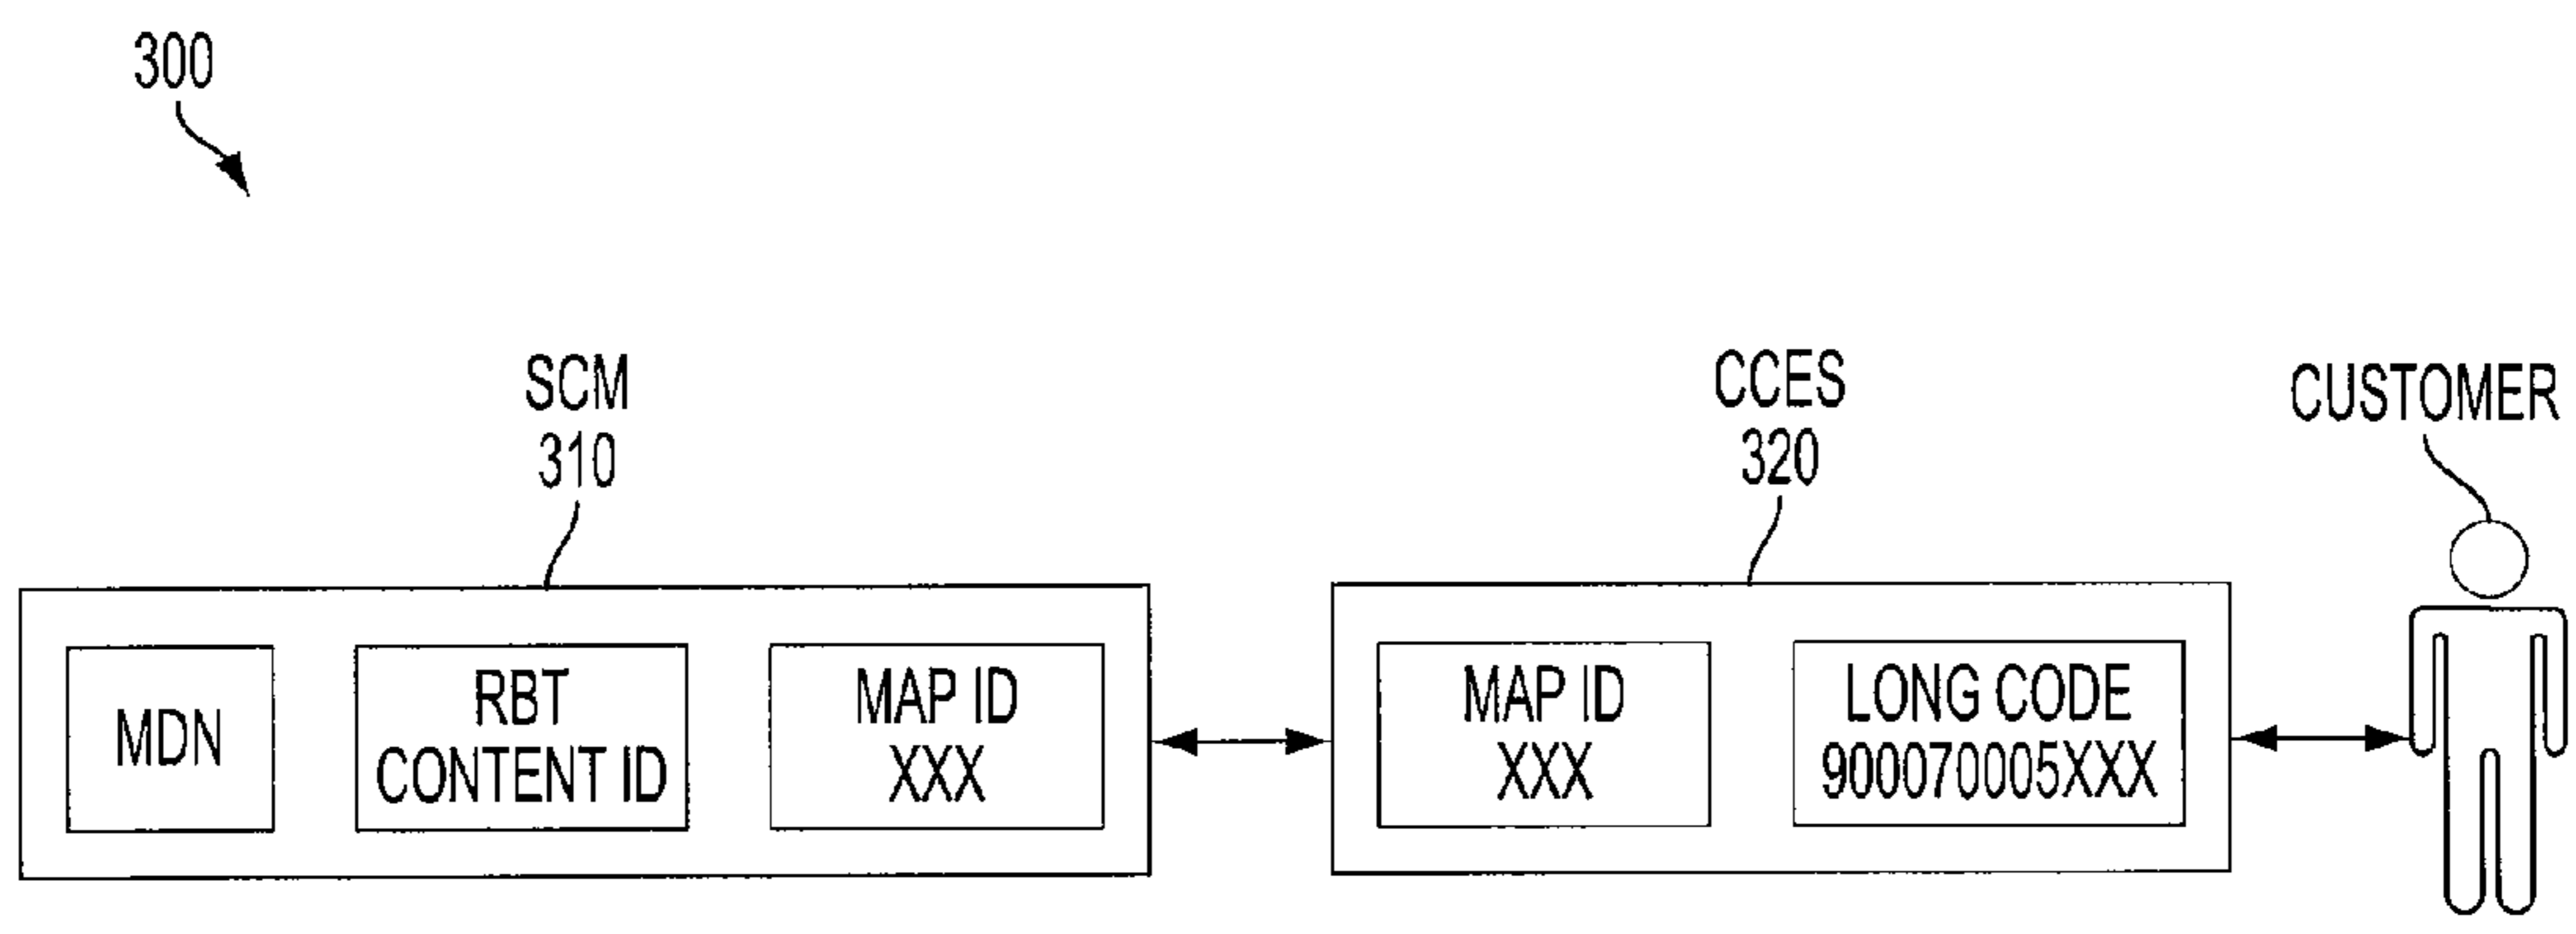 300
SCM
310
CCES
320
CUSTOMER
MDN
RBT
CONTENT ID
MAP ID
XXX
MAP ID
XXX
LONG CODE
900070005XXX